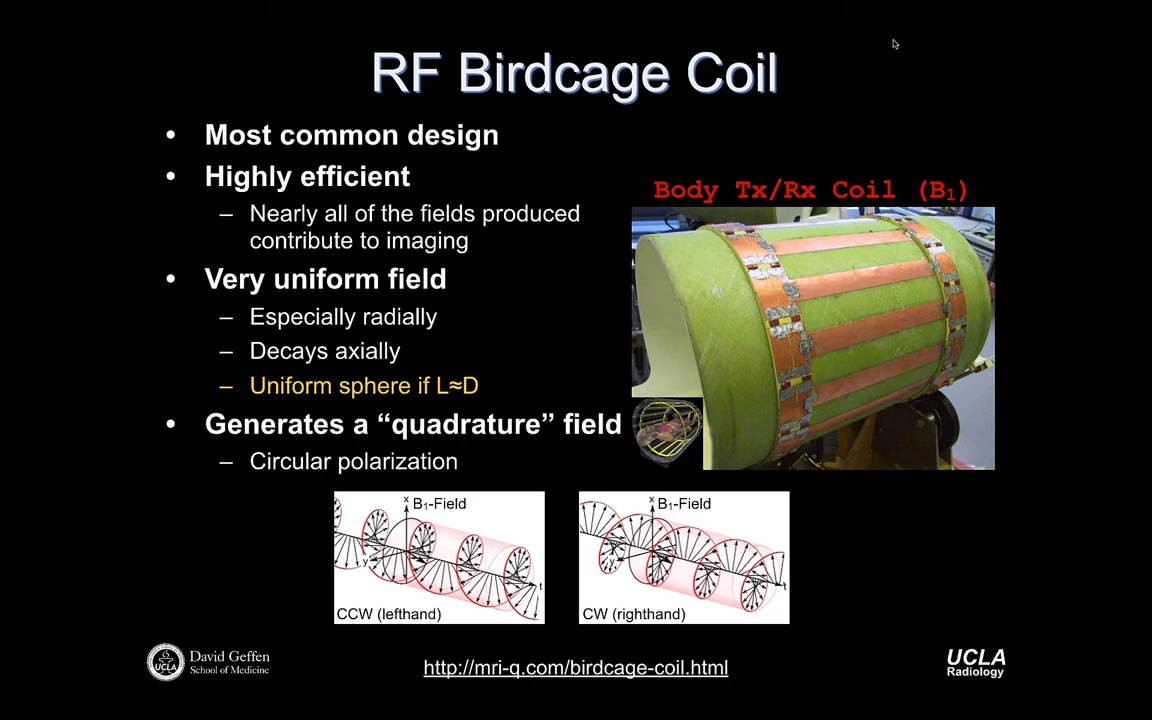 RF Birdcage Coil
• Most common design
• Highly efficient
– Nearly all of the fields produced
contribute to imaging
• Very uniform field
– Especially radially
– Decays axially
– Uniform sphere if L≈D
• Generates a “quadrature” field
– Circular polarization
Body Tx/Rx Coil (B₁)
x
B₁-Field
y
t
CCW (lefthand)
x
B₁-Field
y
t
CW (righthand)
UCLA
David Geffen
School of Medicine
http://mri-q.com/birdcage-coil.html
UCLA
Radiology